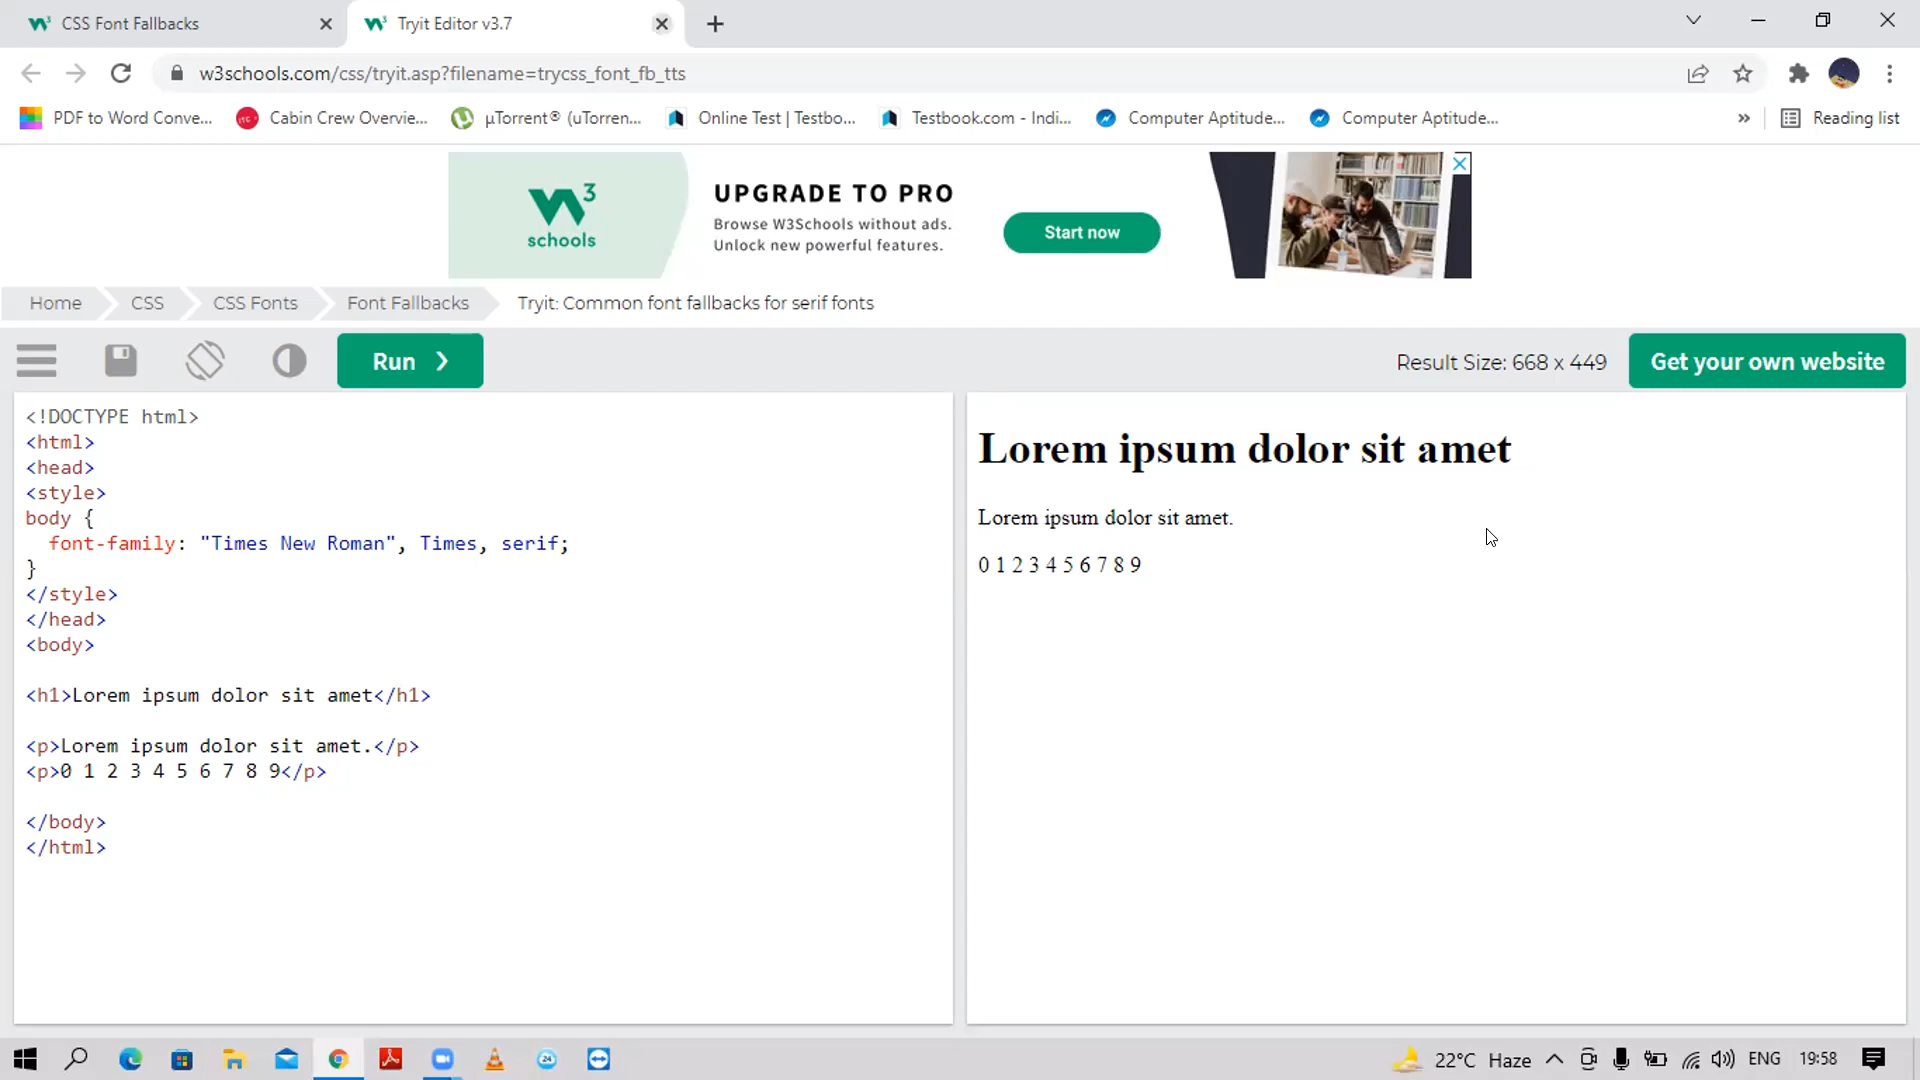 CSS Font Fallbacks
Tryit Editor v3.7
w3schools.com/css/tryit.asp?filename=trycss_font_fb_tts
PDF to Word Conve...
Cabin Crew Overvie...
µTorrent® (uTorren...
Online Test | Testbo...
Testbook.com - Indi...
Computer Aptitude...
Computer Aptitude...
»
Reading list
3
schools
UPGRADE TO PRO
Browse W3Schools without ads.
Unlock new powerful features.
Start now
Home
CSS
CSS Fonts
Font Fallbacks
Tryit: Common font fallbacks for serif fonts
Run ❯
Result Size: 668 x 449
Get your own website
<!DOCTYPE html>
<html>
<head>
<style>
body {
font-family: "Times New Roman", Times, serif;
}
</style>
</head>
<body>
<h1>Lorem ipsum dolor sit amet</h1>
<p>Lorem ipsum dolor sit amet.</p>
<p>0 1 2 3 4 5 6 7 8 9</p>
</body>
</html>
Lorem ipsum dolor sit amet
Lorem ipsum dolor sit amet.
0 1 2 3 4 5 6 7 8 9
24
22°C Haze
ENG
19:58